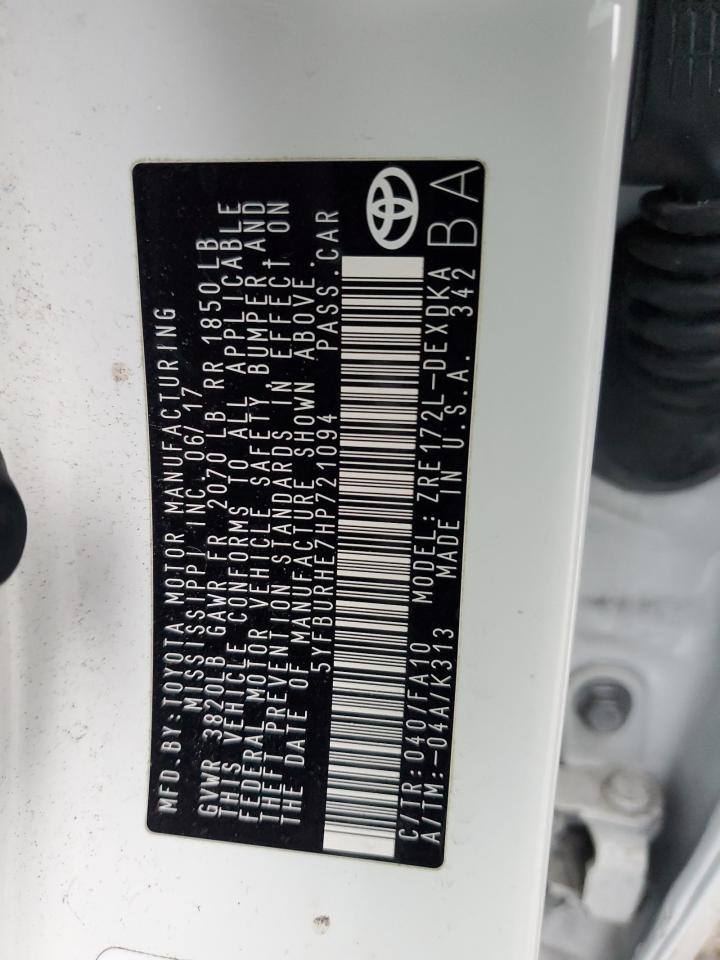 MFD.BY:TOYOTA MOTOR MANUFACTURING
MISSISSIPPI INC. 06/17
GVWR 3820LB GAWR FR 2070 LB RR 1850 LB
THIS VEHICLE CONFORMS TO ALL APPLICABLE
FEDERAL MOTOR VEHICLE SAFETY, BUMPER AND
THEFT PREVENTION STANDARDS IN EFFECT ON
THE DATE OF MANUFACTURE SHOWN ABOVE.
5YFBURHE7HP721094 PASS.CAR
C/TR:040/FA10 MODEL:ZRE172L-DEXDKA
A/TM:-04A/K313 MADE IN U.S.A. 342
BA